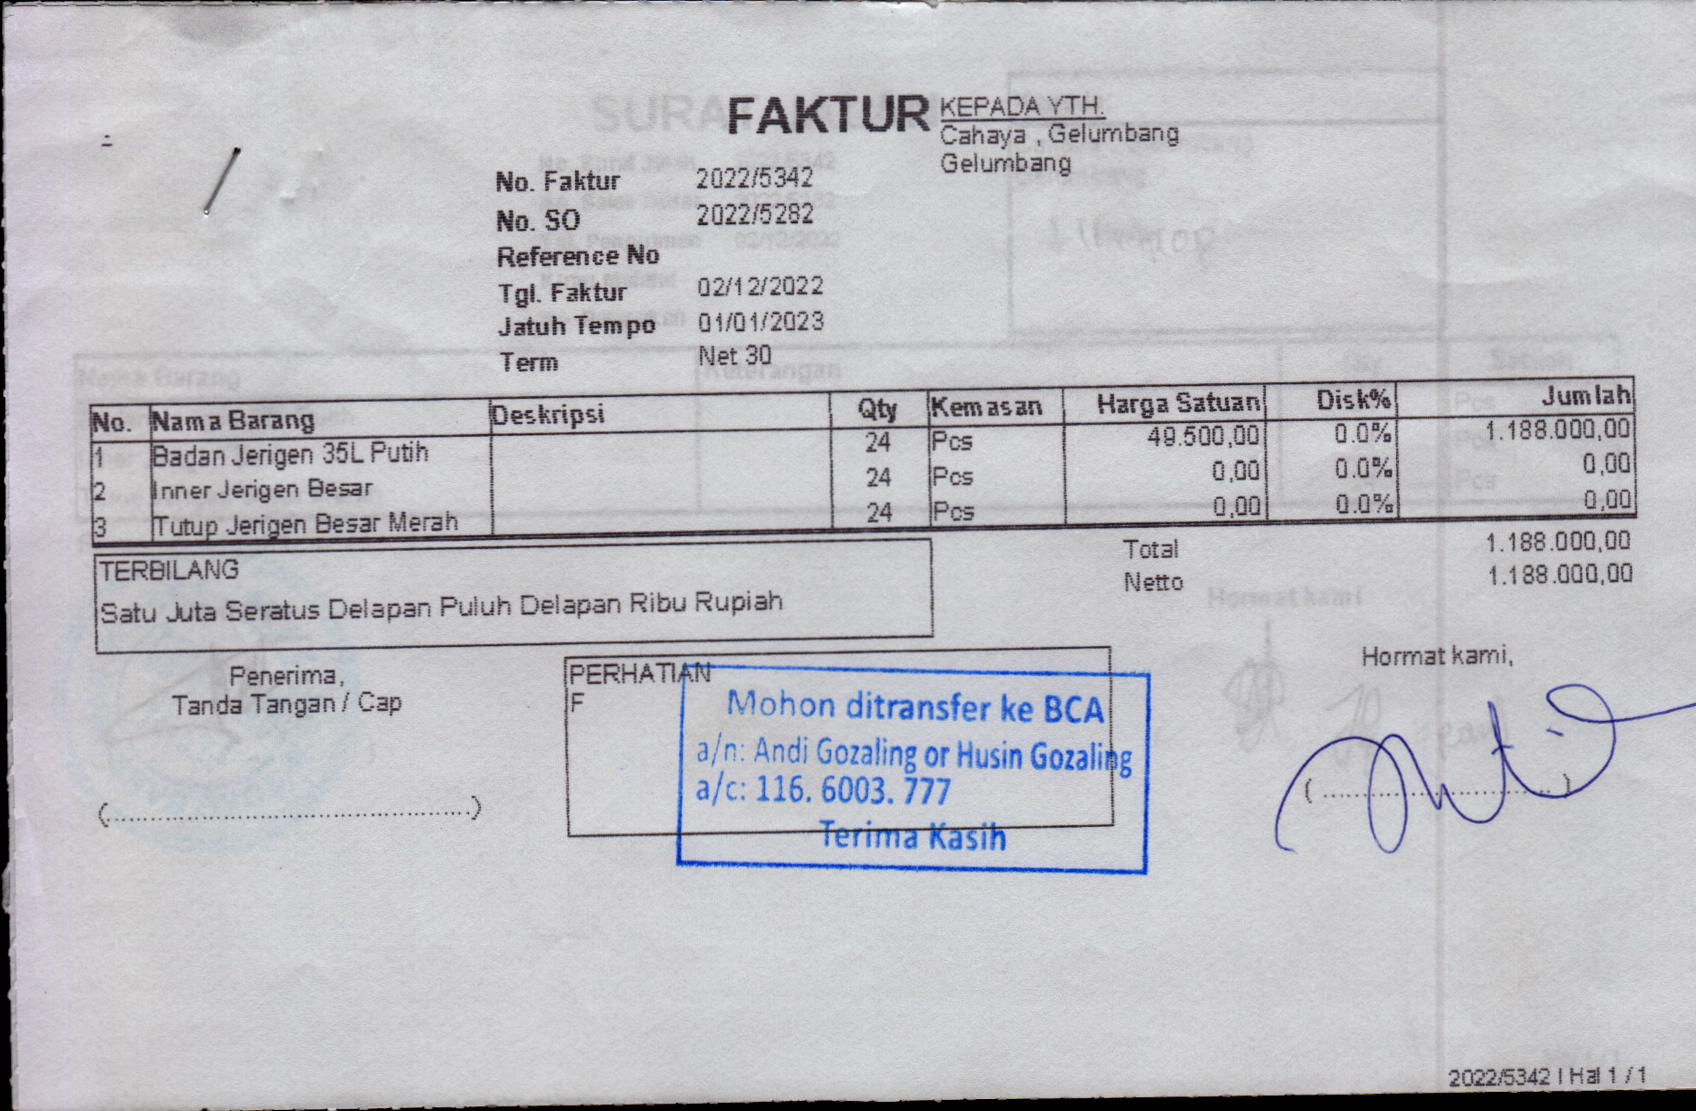 FAKTUR
KEPADA YTH.
Cahaya , Gelumbang
Gelumbang
No. Faktur 2022/5342
No. SO 2022/5282
Reference No
Tgl. Faktur 02/12/2022
Jatuh Tempo 01/01/2023
Term Net 30
No. Nama Barang Deskripsi Qty Kemasan Harga Satuan Disk% Jumlah
1 Badan Jerigen 35L Putih 24 Pcs 49.500,00 0.0% 1.188.000,00
2 Inner Jerigen Besar 24 Pcs 0,00 0.0% 0,00
3 Tutup Jerigen Besar Merah 24 Pcs 0,00 0.0% 0,00
Total 1.188.000,00
Netto 1.188.000,00
TERBILANG
Satu Juta Seratus Delapan Puluh Delapan Ribu Rupiah
Penerima,
Tanda Tangan / Cap
(................................................)
PERHATIAN
F
Mohon ditransfer ke BCA
a/n: Andi Gozaling or Husin Gozaling
a/c: 116. 6003. 777
Terima Kasih
Hormat kami,
(..............................)
2022/5342 | Hal 1 / 1